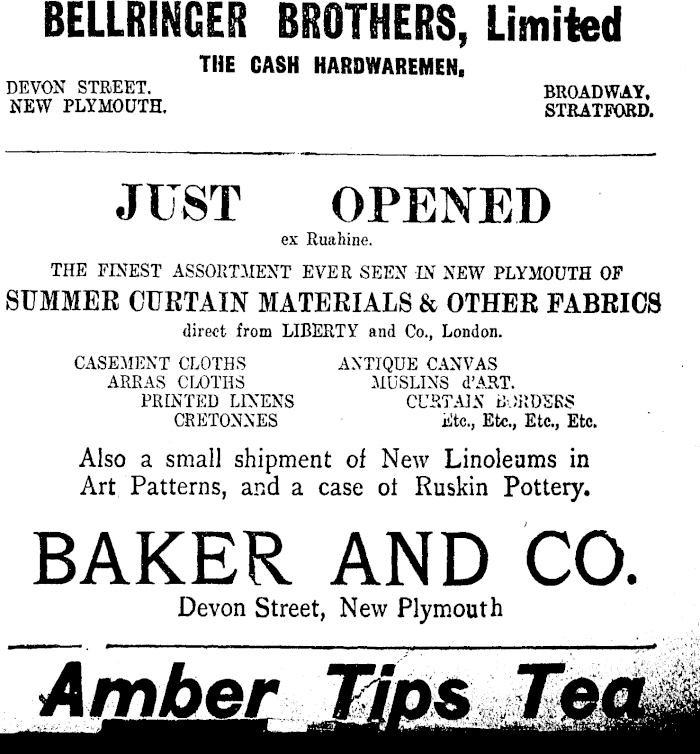 BELLRINGER BROTHERS, Limited
THE CASH HARDWAREMEN,
DEVON STREET.
NEW PLYMOUTH.
BROADWAY,
STRATFORD.
JUST OPENED
ex Ruahine.
THE FINEST ASSORTMENT EVER SEEN IN NEW PLYMOUTH OF
SUMMER CURTAIN MATERIALS & OTHER FABRICS
direct from LIBERTY and Co., London.
CASEMENT CLOTHS
ARRAS CLOTHS
PRINTED LINENS
CRETONNES
ANTIQUE CANVAS
MUSLINS d'ART.
CURTAIN BORDERS
Etc., Etc., Etc., Etc.
Also a small shipment of New Linoleums in
Art Patterns, and a case of Ruskin Pottery.
BAKER AND CO.
Devon Street, New Plymouth
Amber Tips Tea